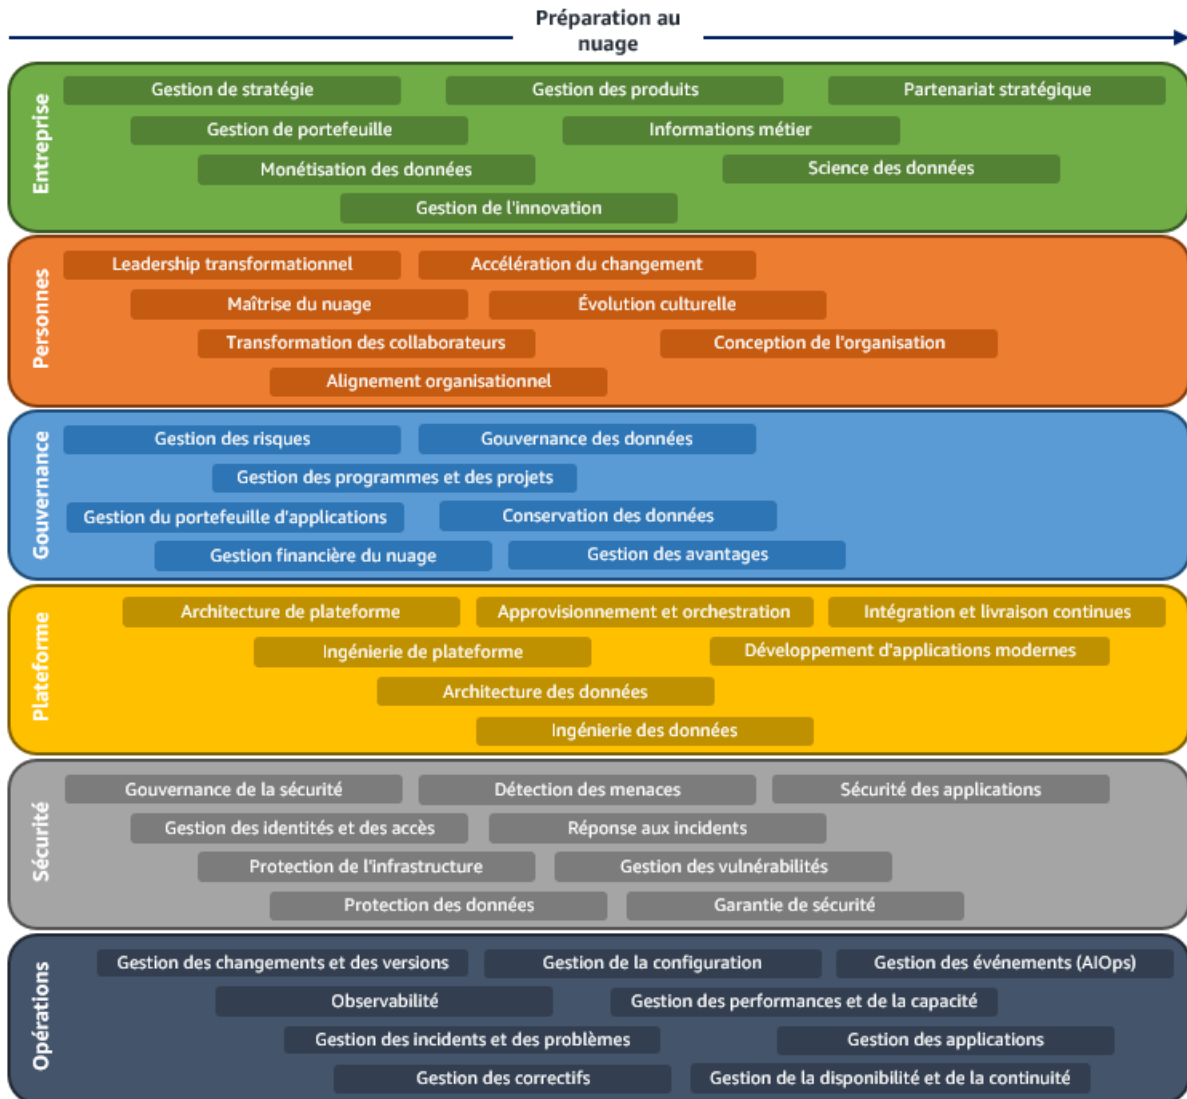 Préparation au
nuage
Entreprise
Gestion de stratégie
Gestion des produits
Partenariat stratégique
Gestion de portefeuille
Informations métier
Monétisation des données
Science des données
Gestion de l'innovation
Personnes
Leadership transformationnel
Accélération du changement
Maîtrise du nuage
Évolution culturelle
Transformation des collaborateurs
Conception de l'organisation
Alignement organisationnel
Gouvernance
Gestion des risques
Gouvernance des données
Gestion des programmes et des projets
Gestion du portefeuille d'applications
Conservation des données
Gestion financière du nuage
Gestion des avantages
Plateforme
Architecture de plateforme
Approvisionnement et orchestration
Intégration et livraison continues
Ingénierie de plateforme
Développement d'applications modernes
Architecture des données
Ingénierie des données
Sécurité
Gouvernance de la sécurité
Détection des menaces
Sécurité des applications
Gestion des identités et des accès
Réponse aux incidents
Protection de l'infrastructure
Gestion des vulnérabilités
Protection des données
Garantie de sécurité
Opérations
Gestion des changements et des versions
Gestion de la configuration
Gestion des événements (AIOps)
Observabilité
Gestion des performances et de la capacité
Gestion des incidents et des problèmes
Gestion des applications
Gestion des correctifs
Gestion de la disponibilité et de la continuité